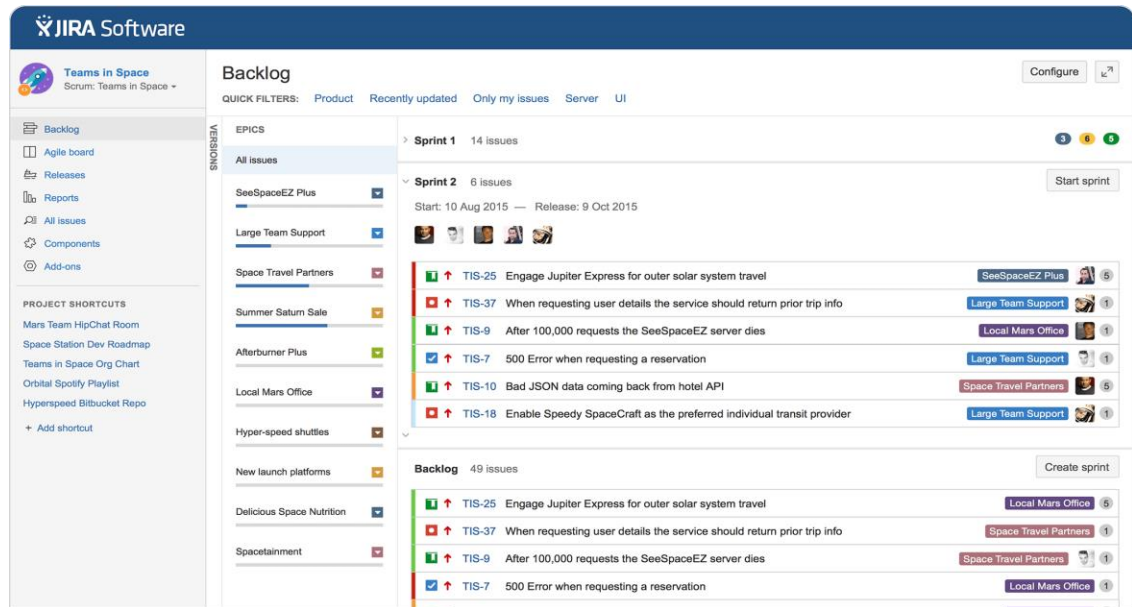 JIRA Software
Teams in Space
Scrum: Teams in Space
Backlog
Agile board
Releases
Reports
All issues
Components
Add-ons
PROJECT SHORTCUTS
Mars Team HipChat Room
Space Station Dev Roadmap
Teams in Space Org Chart
Orbital Spotify Playlist
Hyperspeed Bitbucket Repo
+ Add shortcut
Backlog
Configure
QUICK FILTERS: Product Recently updated Only my issues Server UI
VERSIONS
EPICS
All issues
SeeSpaceEZ Plus
Large Team Support
Space Travel Partners
Summer Saturn Sale
Afterburner Plus
Local Mars Office
Hyper-speed shuttles
New launch platforms
Delicious Space Nutrition
Spacetainment
Sprint 1 14 issues 3 6 5
Sprint 2 6 issues Start sprint
Start: 10 Aug 2015 — Release: 9 Oct 2015
TIS-25 Engage Jupiter Express for outer solar system travel SeeSpaceEZ Plus 5
TIS-37 When requesting user details the service should return prior trip info Large Team Support 1
TIS-9 After 100,000 requests the SeeSpaceEZ server dies Local Mars Office 1
TIS-7 500 Error when requesting a reservation Large Team Support 1
TIS-10 Bad JSON data coming back from hotel API Space Travel Partners 5
TIS-18 Enable Speedy SpaceCraft as the preferred individual transit provider Large Team Support 1
Backlog 49 issues Create sprint
TIS-25 Engage Jupiter Express for outer solar system travel Local Mars Office 5
TIS-37 When requesting user details the service should return prior trip info Space Travel Partners 1
TIS-9 After 100,000 requests the SeeSpaceEZ server dies Space Travel Partners 1
TIS-7 500 Error when requesting a reservation Local Mars Office 1